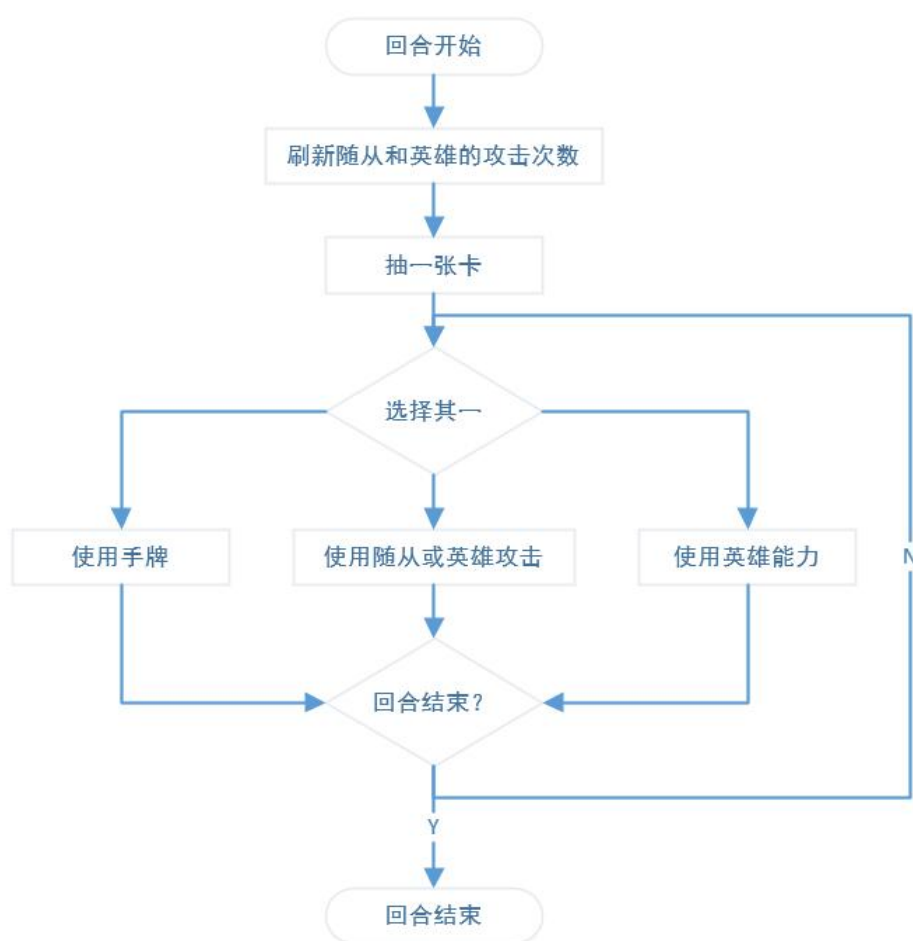 回合开始
刷新随从和英雄的攻击次数
抽一张卡
选择其一
使用手牌
使用随从或英雄攻击
使用英雄能力
N
回合结束？
Y
回合结束